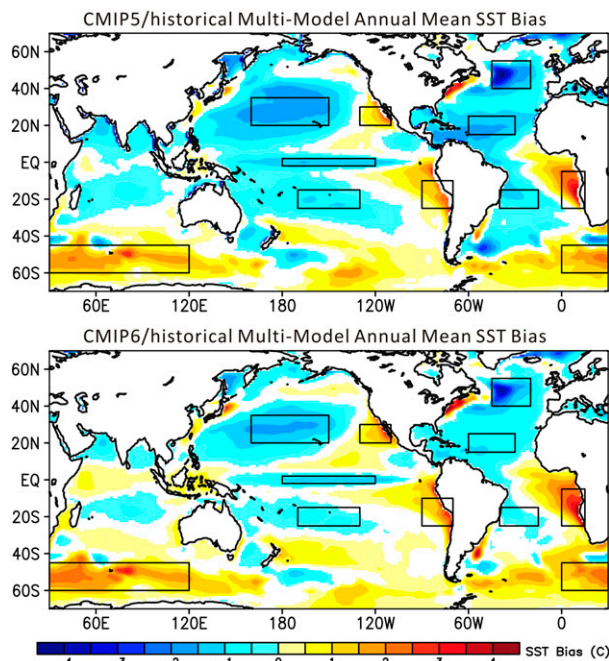 CMIP5/historical Multi-Model Annual Mean SST Bias
60N
40N
20N
EQ
20S
40S
60S
60E 120E 180 120W 60W 0
CMIP6/historical Multi-Model Annual Mean SST Bias
60N
40N
20N
EQ
20S
40S
60S
60E 120E 180 120W 60W 0
SST Bias (C)